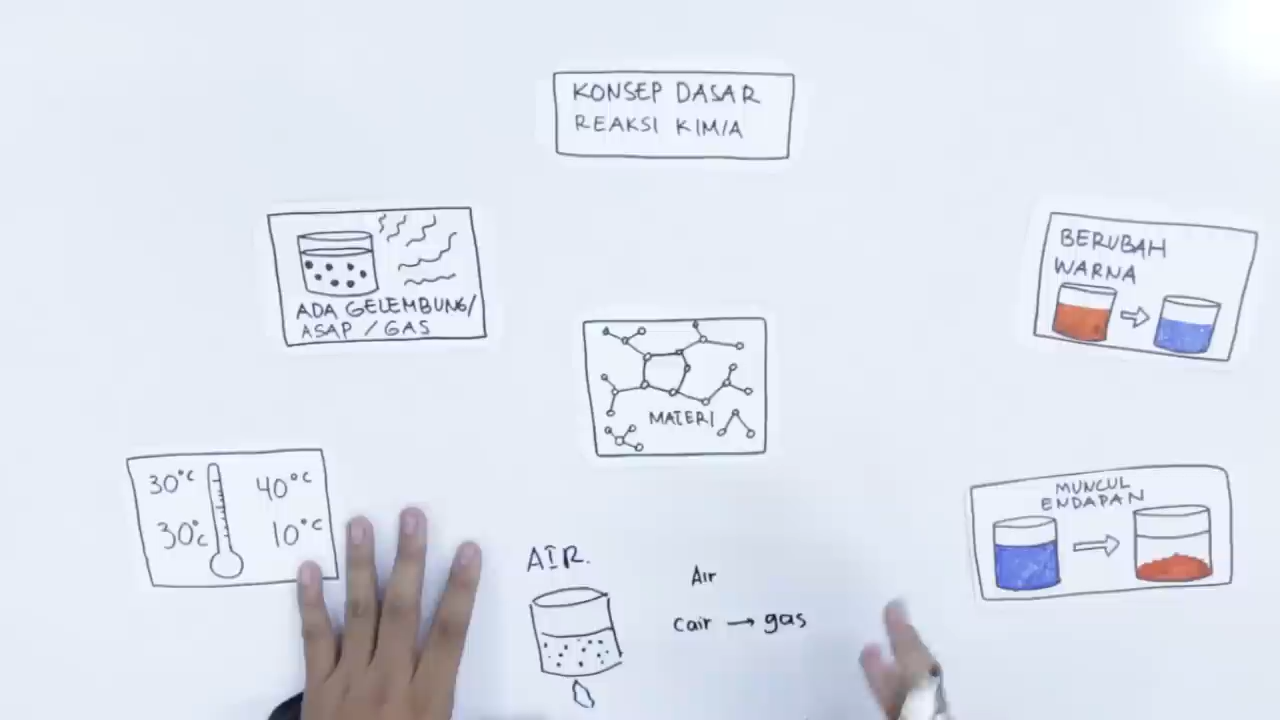 KONSEP DASAR
REAKSI KIMIA
ADA GELEMBUNG/
ASAP / GAS
BERUBAH
WARNA
MATERI
30°C 40°C
30°C 10°C
MUNCUL
ENDAPAN
AIR.
Air
cair → gas